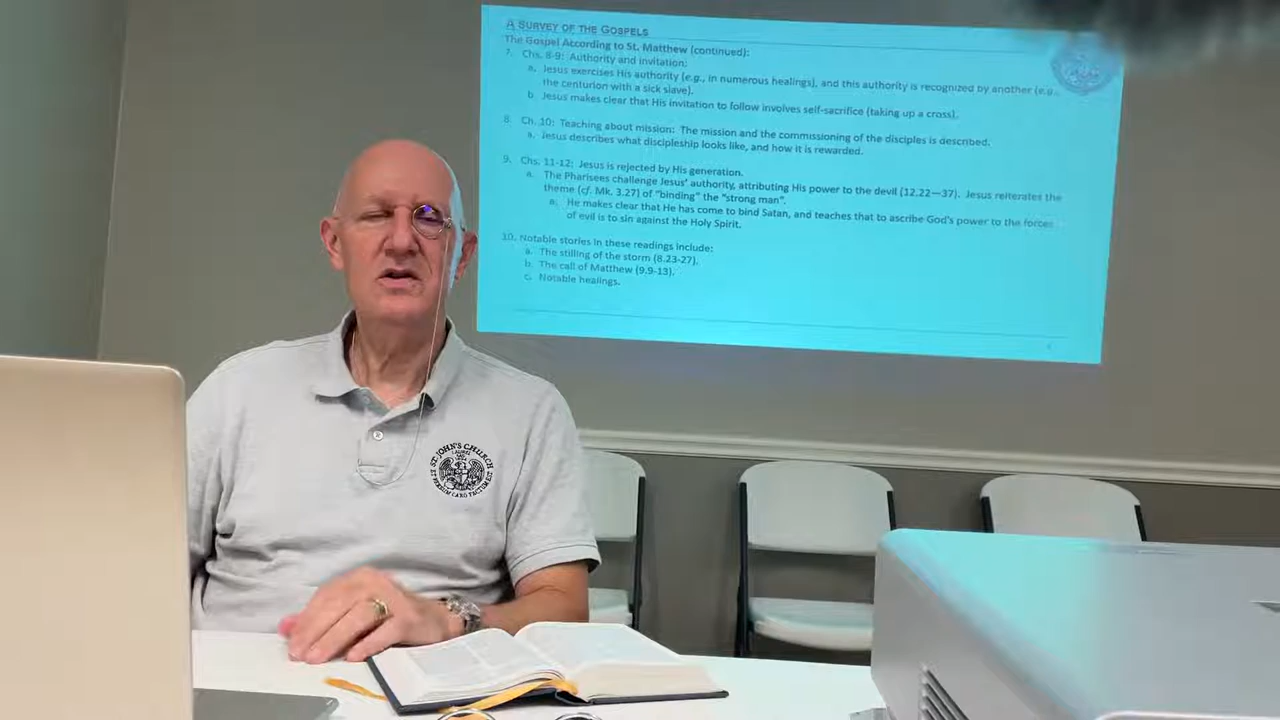 A SURVEY OF THE GOSPELS
The Gospel According to St. Matthew (continued):
7. Chs. 8-9: Authority and invitation:
a. Jesus exercises His authority (e.g., in numerous healings), and this authority is recognized by another (e.g.,
the centurion with a sick slave).
b. Jesus makes clear that His invitation to follow involves self-sacrifice (taking up a cross).
8. Ch. 10: Teaching about mission: The mission and the commissioning of the disciples is described.
a. Jesus describes what discipleship looks like, and how it is rewarded.
9. Chs. 11-12: Jesus is rejected by His generation.
a. The Pharisees challenge Jesus' authority, attributing His power to the devil (12.22—37). Jesus reiterates the
theme (cf. Mk. 3.27) of "binding" the "strong man".
a. He makes clear that He has come to bind Satan, and teaches that to ascribe God's power to the forces
of evil is to sin against the Holy Spirit.
10. Notable stories in these readings include:
a. The stilling of the storm (8.23-27).
b. The call of Matthew (9.9-13).
c. Notable healings.
ST. JOHN'S CHURCH